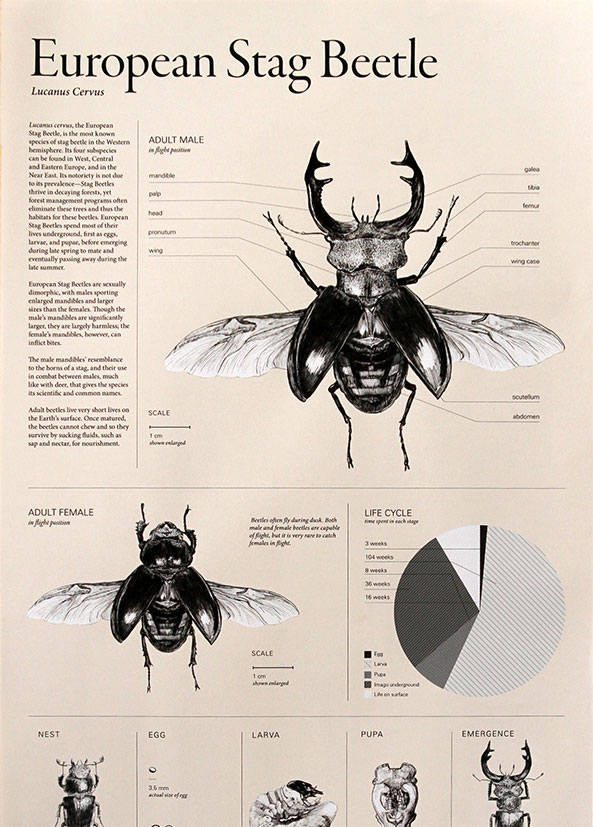 European Stag Beetle
Lucanus Cervus
Lucanus cervus, the European
Stag Beetle, is the most known
species of stag beetle in the Western
hemisphere. Its four subspecies
can be found in West, Central
and Eastern Europe, and in the
Near East. Its notoriety is not due
to its prevalence—Stag Beetles
thrive in decaying forests, yet
forest management programs often
eliminate these trees and thus the
habitats for these beetles. European
Stag Beetles spend most of their
lives underground, first as eggs,
larvae, and pupae, before emerging
during late spring to mate and
eventually passing away during the
late summer.
European Stag Beetles are sexually
dimorphic, with males sporting
enlarged mandibles and larger
sizes than the females. Though the
male's mandibles are significantly
larger, they are largely harmless; the
female's mandibles, however, can
inflict bites.
The male mandibles' resemblance
to the horns of a stag, and their use
in combat between males, much
like with deer, that gives the species
its scientific and common names.
Adult beetles live very short lives on
the Earth's surface. Once matured,
the beetles cannot chew and so they
survive by sucking fluids, such as
sap and nectar, for nourishment.
ADULT MALE
in flight position
mandible
palp
head
pronutum
wing
galea
tibia
femur
trochanter
wing case
scutellum
abdomen
SCALE
1 cm
shown enlarged
ADULT FEMALE
in flight position
Beetles often fly during dusk. Both
male and female beetles are capable
of flight, but it is very rare to catch
females in flight.
SCALE
1 cm
shown enlarged
LIFE CYCLE
time spent in each stage
3 weeks
104 weeks
8 weeks
36 weeks
16 weeks
Egg
Larva
Pupa
Imago underground
Life on surface
NEST
EGG
3.5 mm
actual size of egg
LARVA
PUPA
EMERGENCE